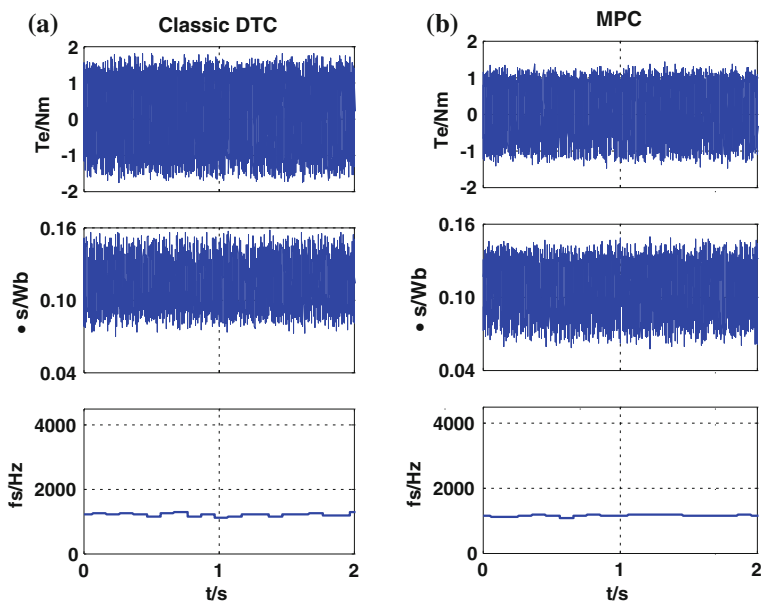 (a) Classic DTC
2
1
0
-1
-2
Te/Nm
0.16
0.10
0.04
• s/Wb
4000
2000
0
fs/Hz
0 1 2
t/s
(b) MPC
2
1
0
-1
-2
Te/Nm
0.16
0.10
0.04
• s/Wb
4000
2000
0
fs/Hz
0 1 2
t/s